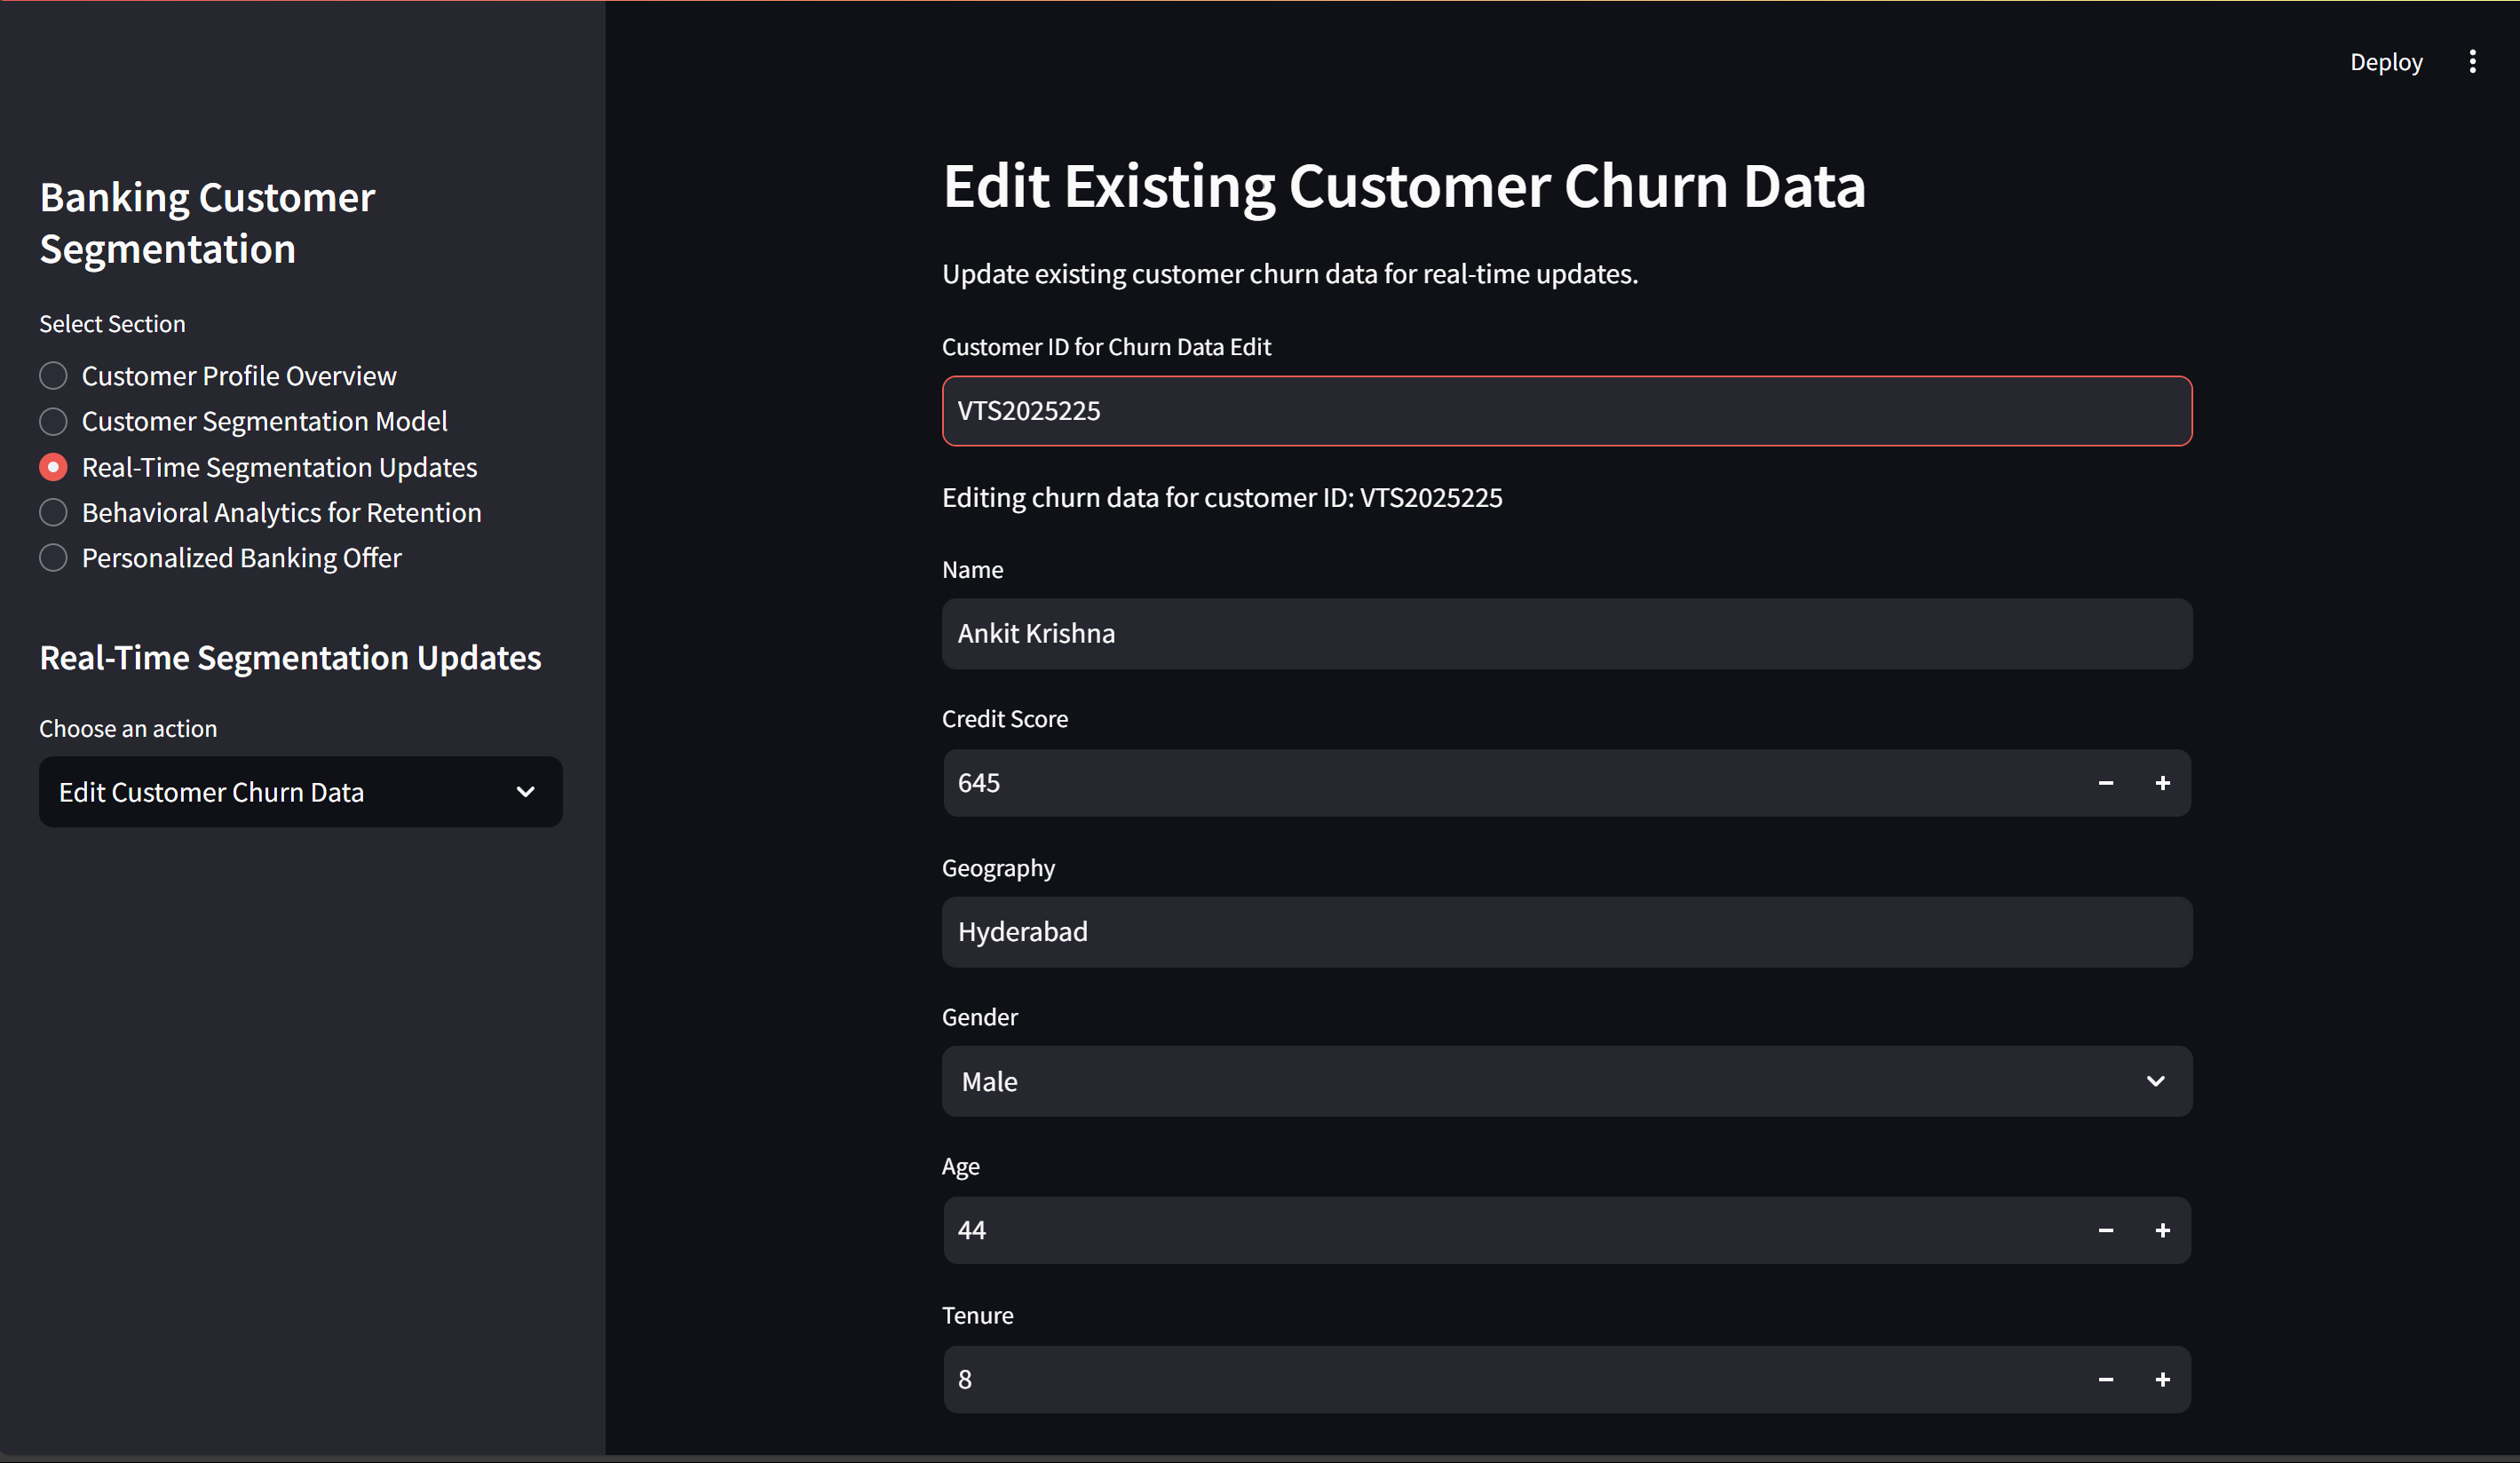 Deploy
Banking Customer
Segmentation
Select Section
Customer Profile Overview
Customer Segmentation Model
Real-Time Segmentation Updates
Behavioral Analytics for Retention
Personalized Banking Offer
Real-Time Segmentation Updates
Choose an action
Edit Customer Churn Data
Edit Existing Customer Churn Data
Update existing customer churn data for real-time updates.
Customer ID for Churn Data Edit
VTS2025225
Editing churn data for customer ID: VTS2025225
Name
Ankit Krishna
Credit Score
645
Geography
Hyderabad
Gender
Male
Age
44
Tenure
8